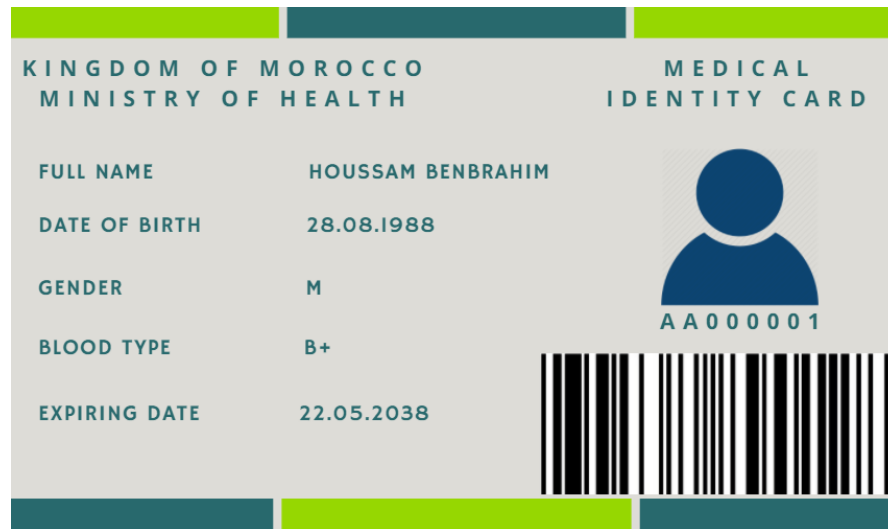 KINGDOM OF MOROCCO
MINISTRY OF HEALTH
MEDICAL
IDENTITY CARD
FULL NAME HOUSSAM BENBRAHIM
DATE OF BIRTH 28.08.1988
GENDER M
BLOOD TYPE B+
EXPIRING DATE 22.05.2038
AA000001